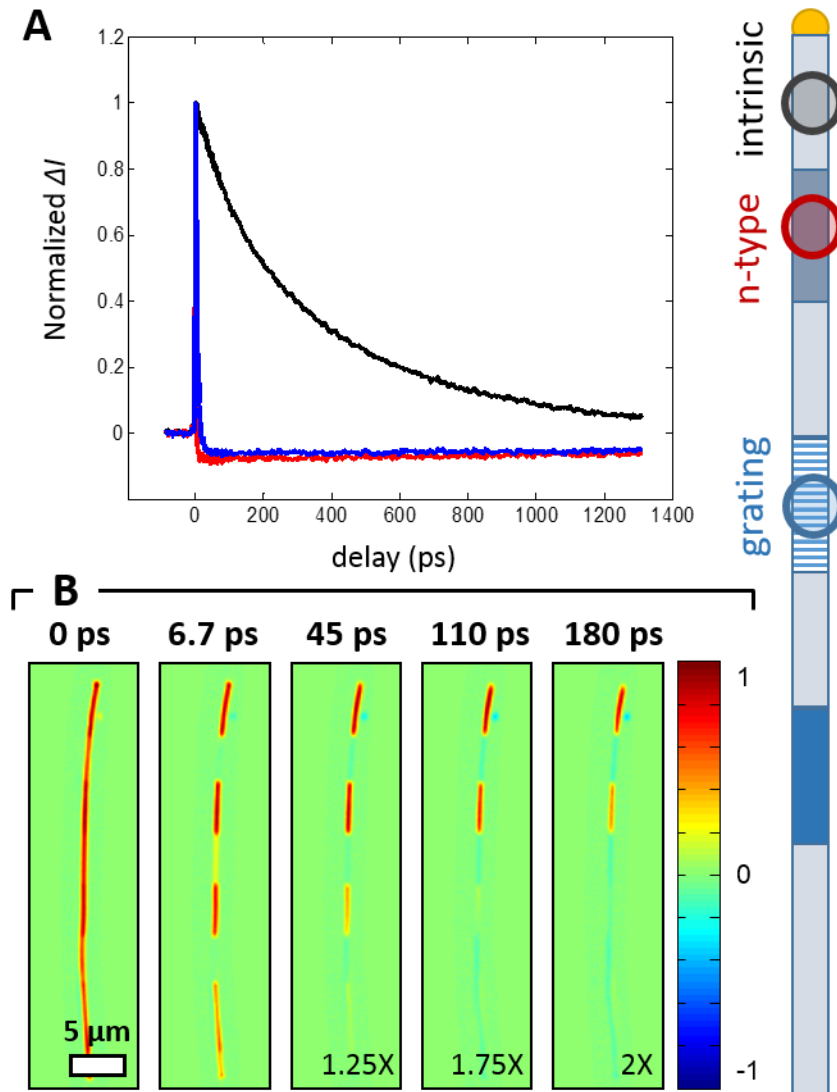 A
1.2
1
0.8
0.6
0.4
0.2
0
Normalized ΔI
0 200 400 600 800 1000 1200 1400
delay (ps)
intrinsic
n-type
grating
B
0 ps 6.7 ps 45 ps 110 ps 180 ps
5 μm
1.25X 1.75X 2X
1
0
-1